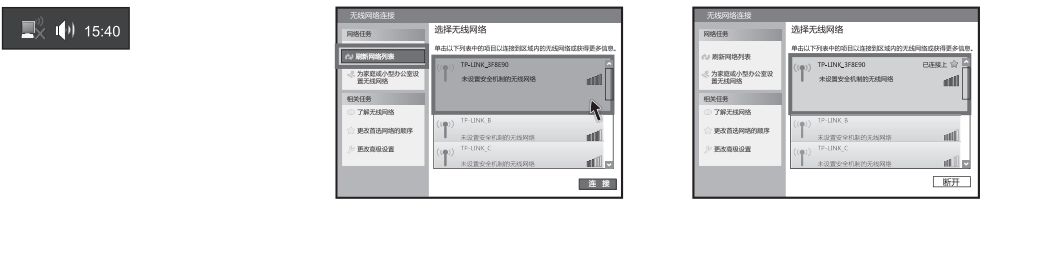 15:40
无线网络连接
网络任务
刷新网络列表
为家庭或小型办公室设
置无线网络
相关任务
了解无线网络
更改首选网络的顺序
更改高级设置
选择无线网络
单击以下列表中的项目以连接到区域内的无线网络或获得更多信息。
TP-LINK_3F8E90
未设置安全机制的无线网络
TP-LINK_B
未设置安全机制的无线网络
TP-LINK_C
未设置安全机制的无线网络
连 接
无线网络连接
网络任务
刷新网络列表
为家庭或小型办公室设
置无线网络
相关任务
了解无线网络
更改首选网络的顺序
更改高级设置
选择无线网络
单击以下列表中的项目以连接到区域内的无线网络或获得更多信息。
TP-LINK_3F8E90 已连接上
未设置安全机制的无线网络
TP-LINK_B
未设置安全机制的无线网络
TP-LINK_C
未设置安全机制的无线网络
断开